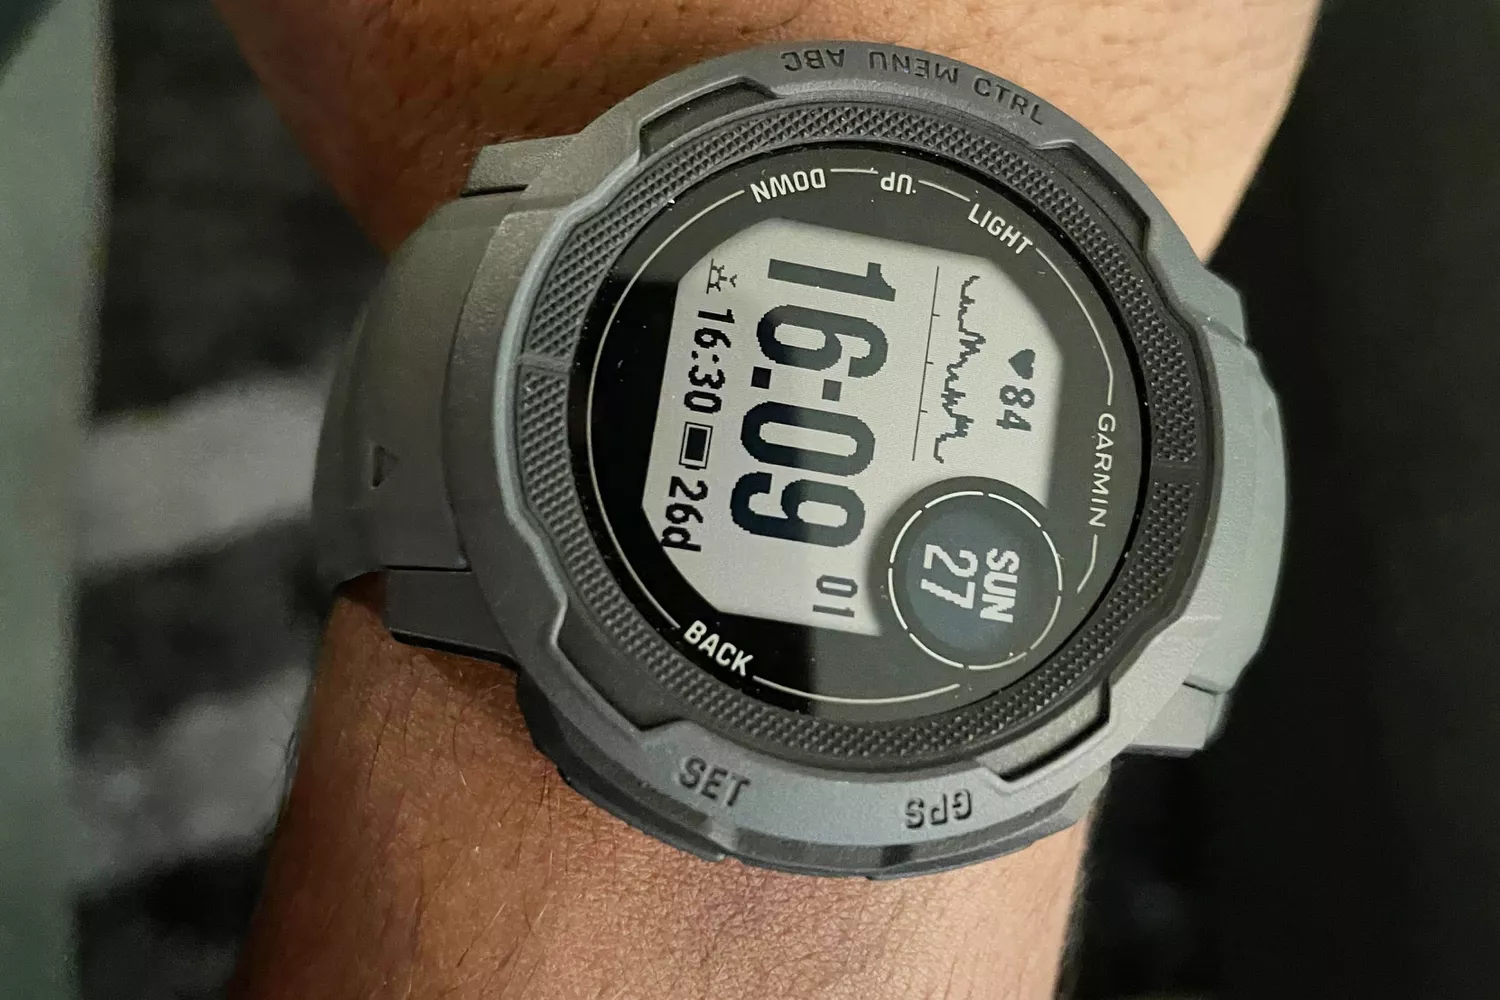 CTRL
MENU
ABC
LIGHT
UP
DOWN
GARMIN
84
SUN
27
16:09
01
16:30
26d
BACK
SET
GPS